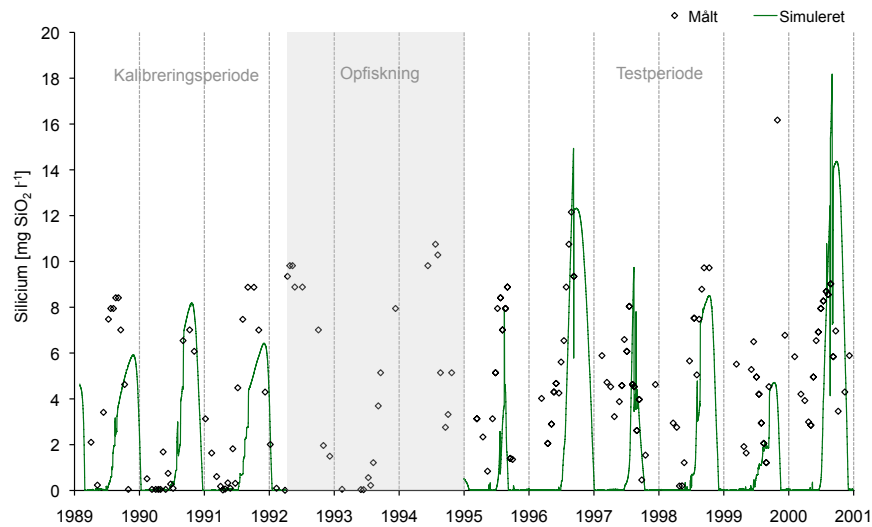 Målt
Simuleret
20
18
16
14
12
10
8
6
4
2
0
Silicium [mg SiO₂ l⁻¹]
Kalibreringsperiode
Opfiskning
Testperiode
1989 1990 1991 1992 1993 1994 1995 1996 1997 1998 1999 2000 2001